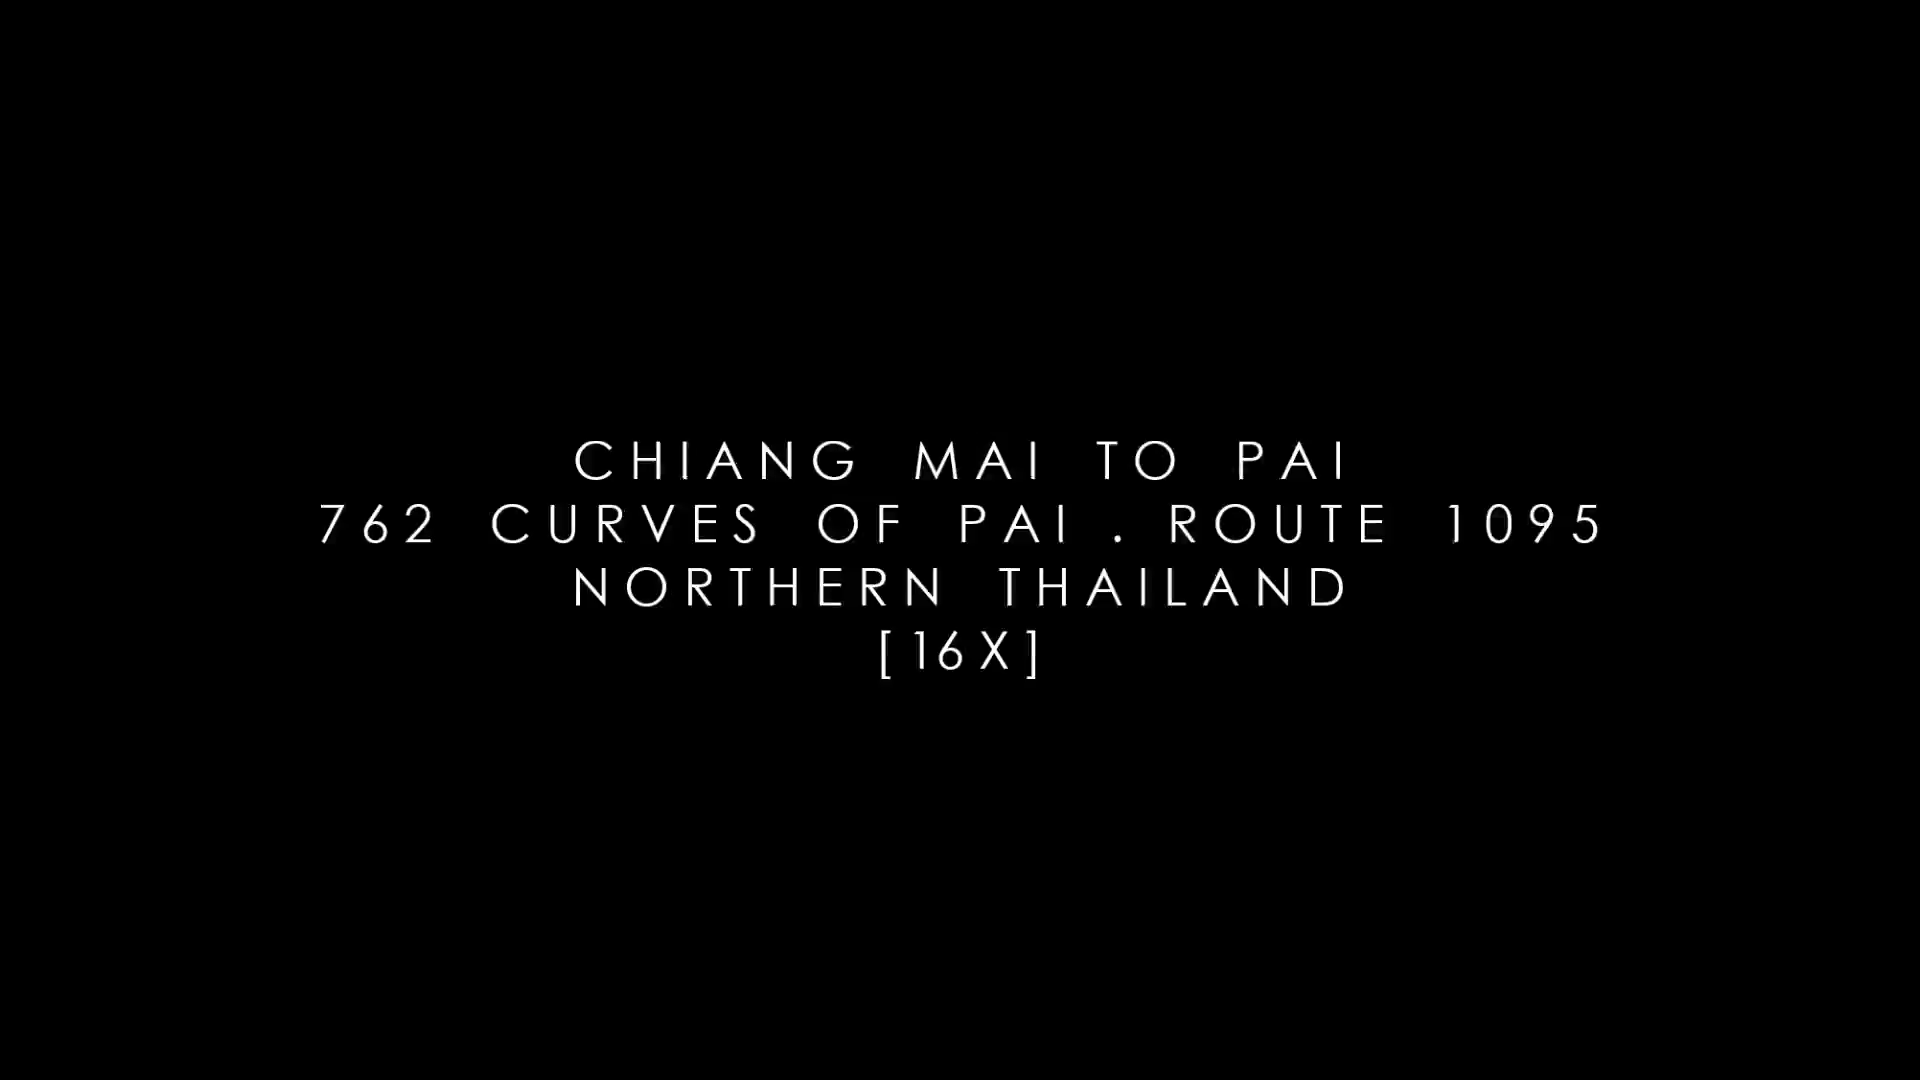 CHIANG MAI TO PAI
762 CURVES OF PAI . ROUTE 1095
NORTHERN THAILAND
[16X]